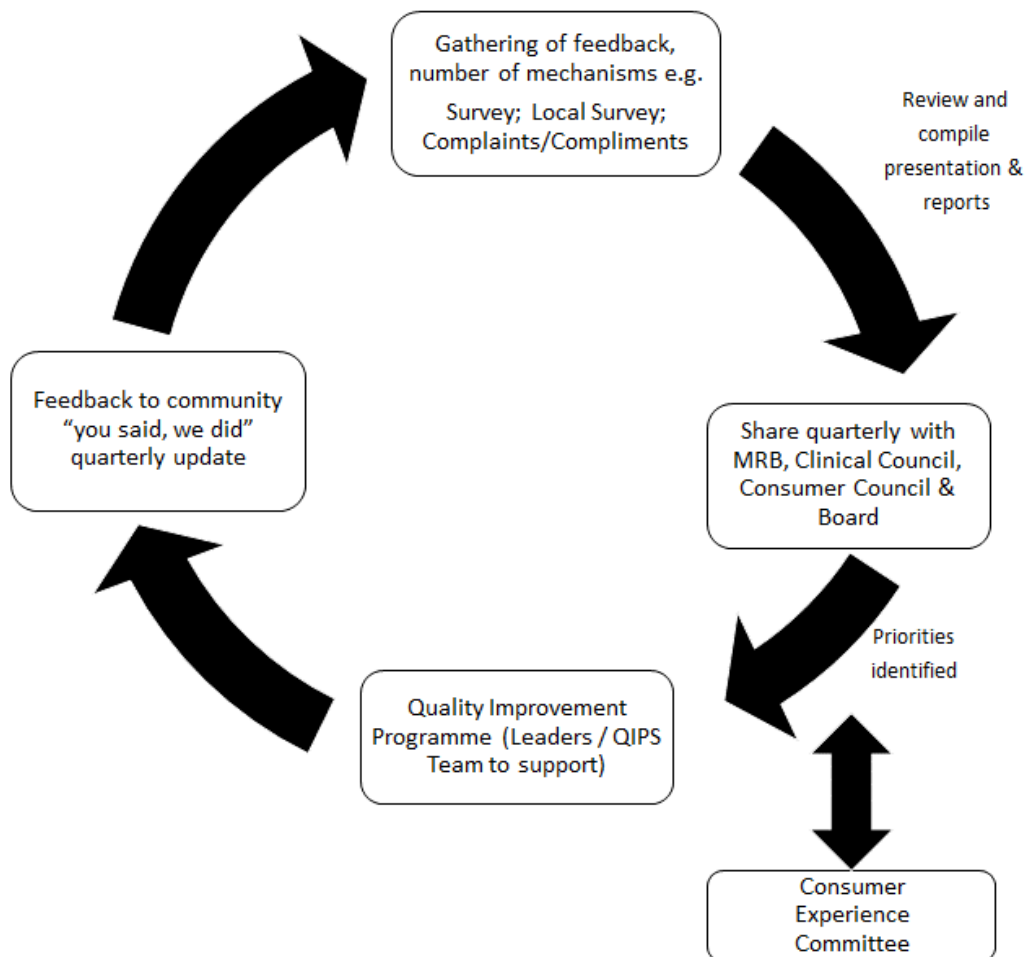 Gathering of feedback,
number of mechanisms e.g.
Survey; Local Survey;
Complaints/Compliments
Review and
compile
presentation &
reports
Share quarterly with
MRB, Clinical Council,
Consumer Council &
Board
Priorities
identified
Consumer
Experience
Committee
Quality Improvement
Programme (Leaders / QIPS
Team to support)
Feedback to community
“you said, we did”
quarterly update